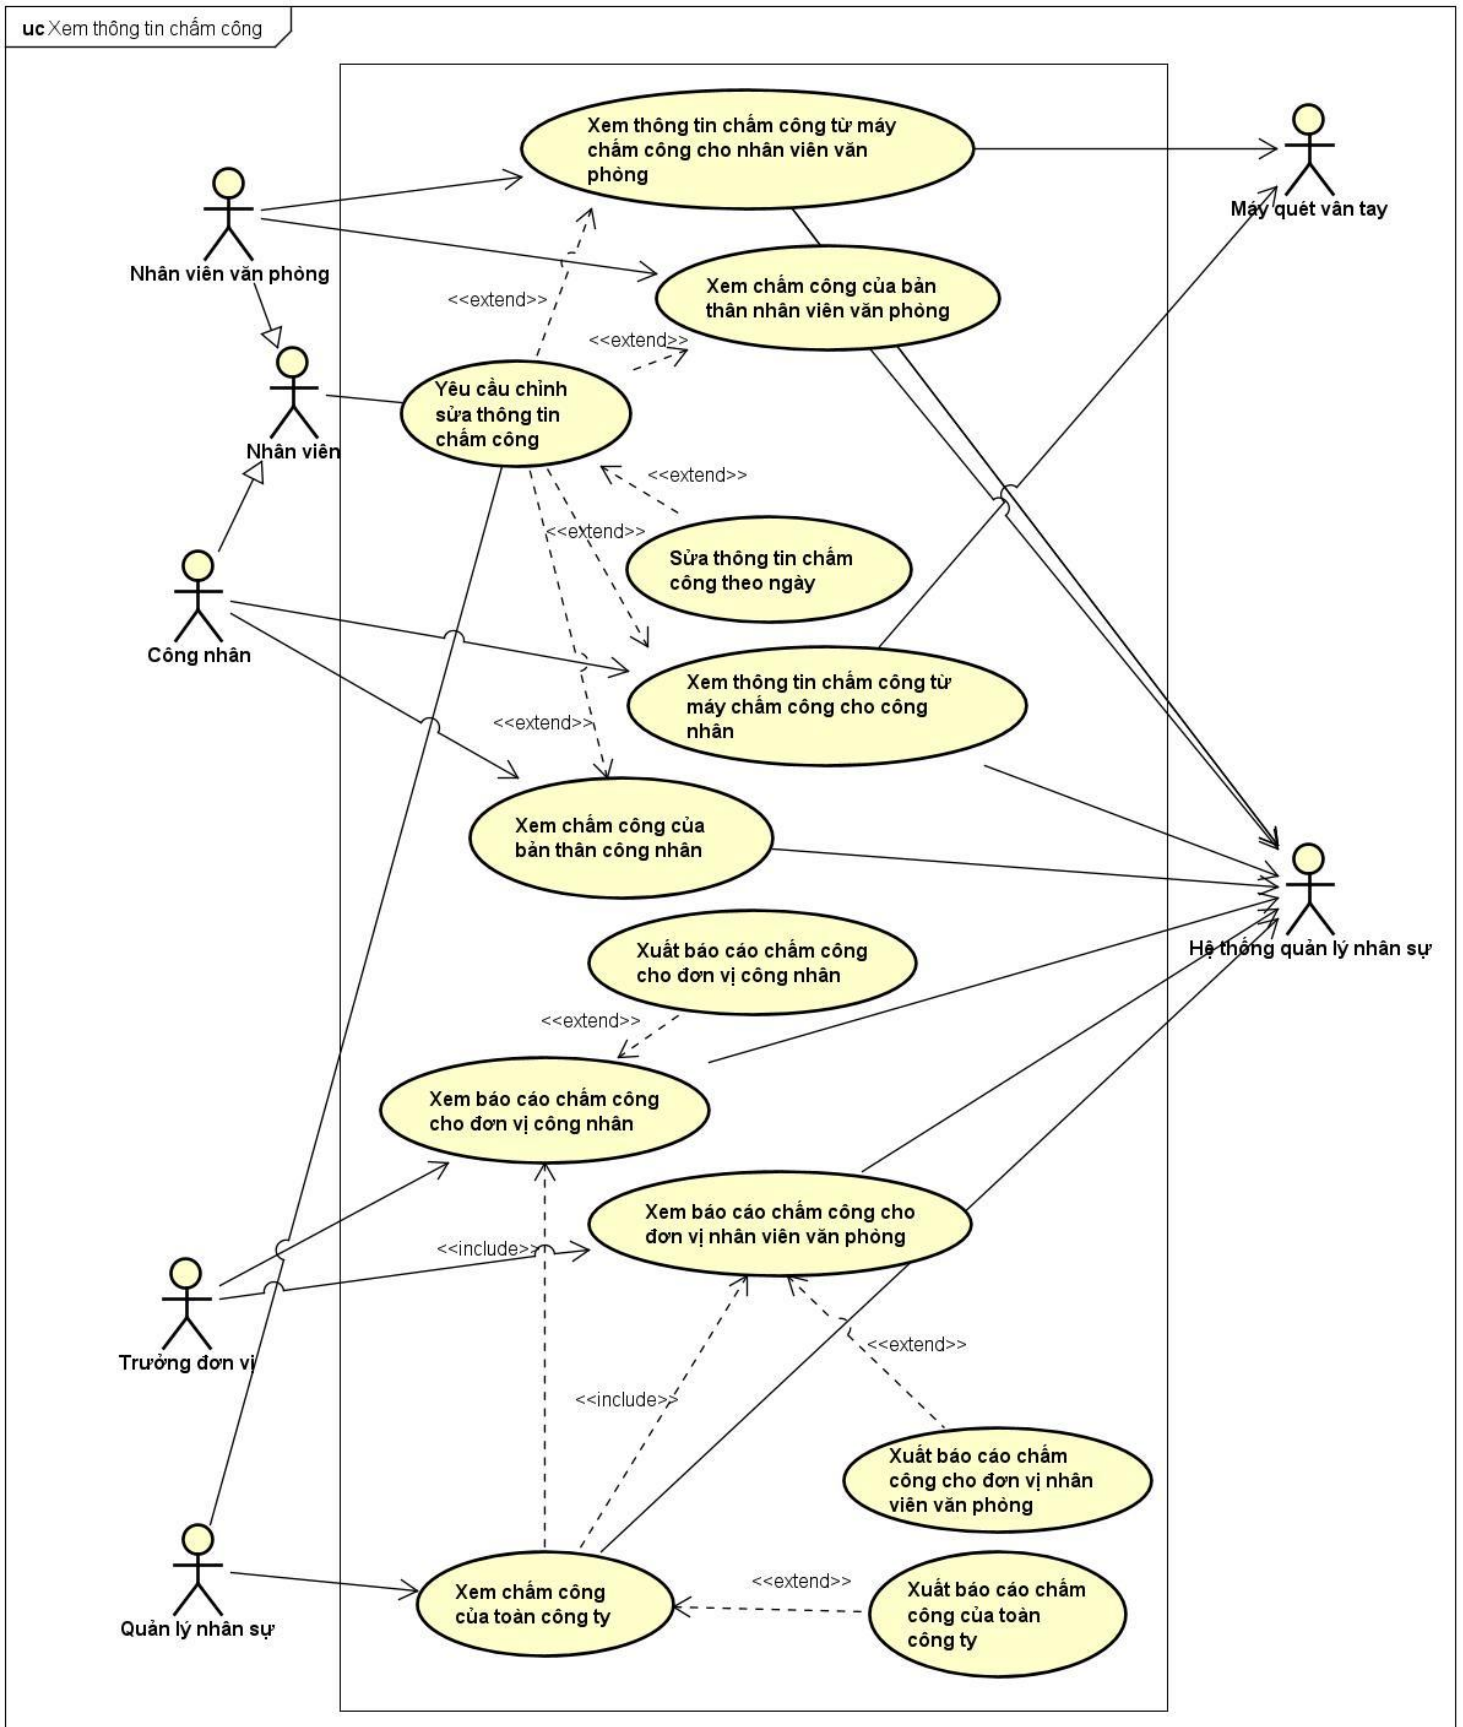 uc Xem thông tin chấm công
Xem thông tin chấm công từ máy
chấm công cho nhân viên văn
phòng
Máy quét vân tay
Nhân viên văn phòng
Xem chấm công của bản
thân nhân viên văn phòng
<<extend>>
<<extend>>
Yêu cầu chỉnh
sửa thông tin
chấm công
Nhân viên
<<extend>>
<<extend>>
Sửa thông tin chấm
công theo ngày
Công nhân
Xem thông tin chấm công từ
máy chấm công cho công
nhân
<<extend>>
Xem chấm công của
bản thân công nhân
Hệ thống quản lý nhân sự
Xuất báo cáo chấm công
cho đơn vị công nhân
<<extend>>
Xem báo cáo chấm công
cho đơn vị công nhân
Xem báo cáo chấm công cho
đơn vị nhân viên văn phòng
<<include>>
Trưởng đơn vị
<<extend>>
<<include>>
Xuất báo cáo chấm
công cho đơn vị nhân
viên văn phòng
Xem chấm công
của toàn công ty
<<extend>>
Xuất báo cáo chấm
công của toàn
công ty
Quản lý nhân sự